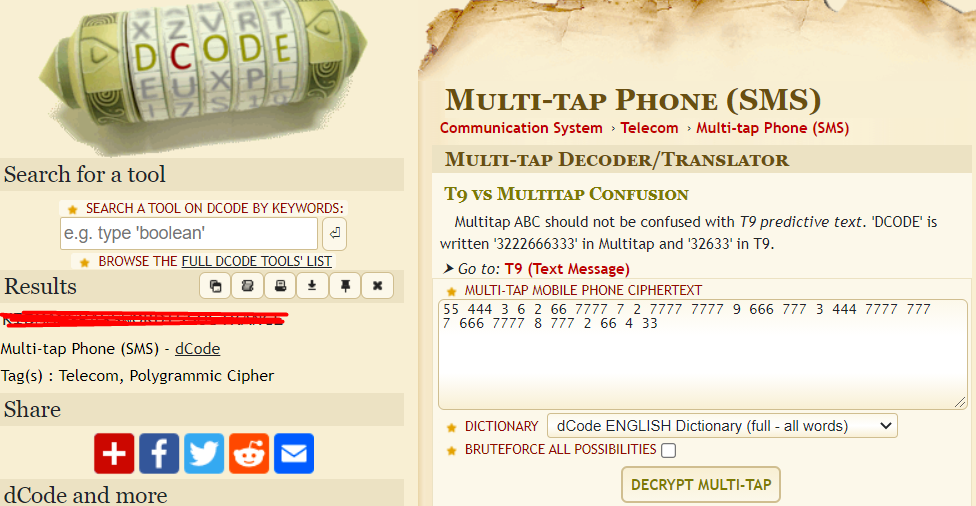 DCODE
Search for a tool
SEARCH A TOOL ON DCODE BY KEYWORDS:
e.g. type 'boolean'
BROWSE THE FULL DCODE TOOLS' LIST
Results
Multi-tap Phone (SMS) - dCode
Tag(s) : Telecom, Polygrammic Cipher
Share
dCode and more
MULTI-TAP PHONE (SMS)
Communication System › Telecom › Multi-tap Phone (SMS)
MULTI-TAP DECODER/TRANSLATOR
T9 VS MULTITAP CONFUSION
Multitap ABC should not be confused with T9 predictive text. 'DCODE' is
written '3222666333' in Multitap and '32633' in T9.
➤ Go to: T9 (Text Message)
MULTI-TAP MOBILE PHONE CIPHERTEXT
55 444 3 6 2 66 7777 7 2 7777 7777 9 666 777 3 444 7777 777
7 666 7777 8 777 2 66 4 33
DICTIONARY dCode ENGLISH Dictionary (full - all words)
BRUTEFORCE ALL POSSIBILITIES
DECRYPT MULTI-TAP